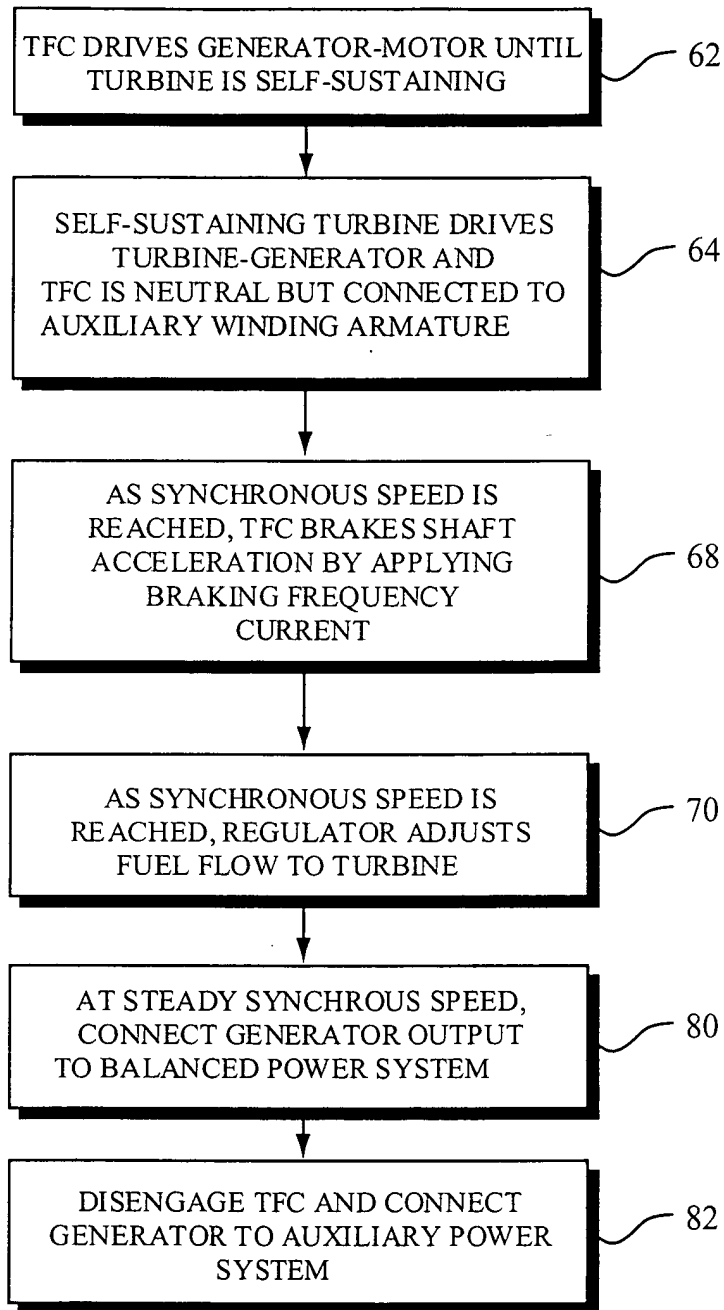 TFC DRIVES GENERATOR-MOTOR UNTIL
TURBINE IS SELF-SUSTAINING
62
SELF-SUSTAINING TURBINE DRIVES
TURBINE-GENERATOR AND
TFC IS NEUTRAL BUT CONNECTED TO
AUXILIARY WINDING ARMATURE
64
AS SYNCHRONOUS SPEED IS
REACHED, TFC BRAKES SHAFT
ACCELERATION BY APPLYING
BRAKING FREQUENCY
CURRENT
68
AS SYNCHRONOUS SPEED IS
REACHED, REGULATOR ADJUSTS
FUEL FLOW TO TURBINE
70
AT STEADY SYNCHROUS SPEED,
CONNECT GENERATOR OUTPUT
TO BALANCED POWER SYSTEM
80
DISENGAGE TFC AND CONNECT
GENERATOR TO AUXILIARY POWER
SYSTEM
82